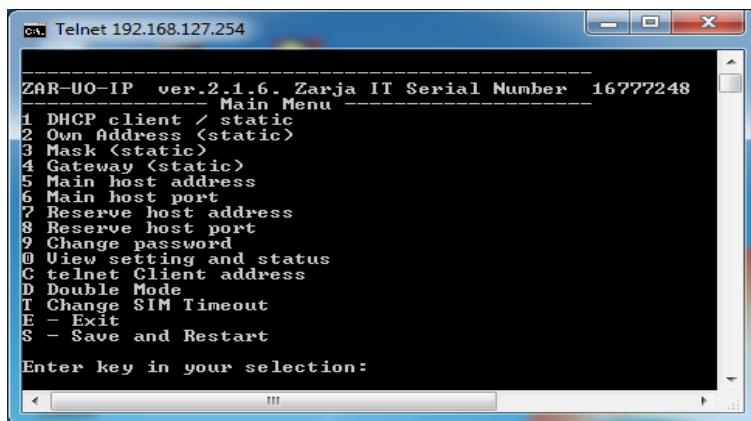 Telnet 192.168.127.254
ZAR-UO-IP ver.2.1.6. Zarja IT Serial Number 16777248
---------------- Main Menu ---------------------
1 DHCP client / static
2 Own Address (static)
3 Mask (static)
4 Gateway (static)
5 Main host address
6 Main host port
7 Reserve host address
8 Reserve host port
9 Change password
0 View setting and status
C telnet Client address
D Double Mode
T Change SIM Timeout
E - Exit
S - Save and Restart
Enter key in your selection: